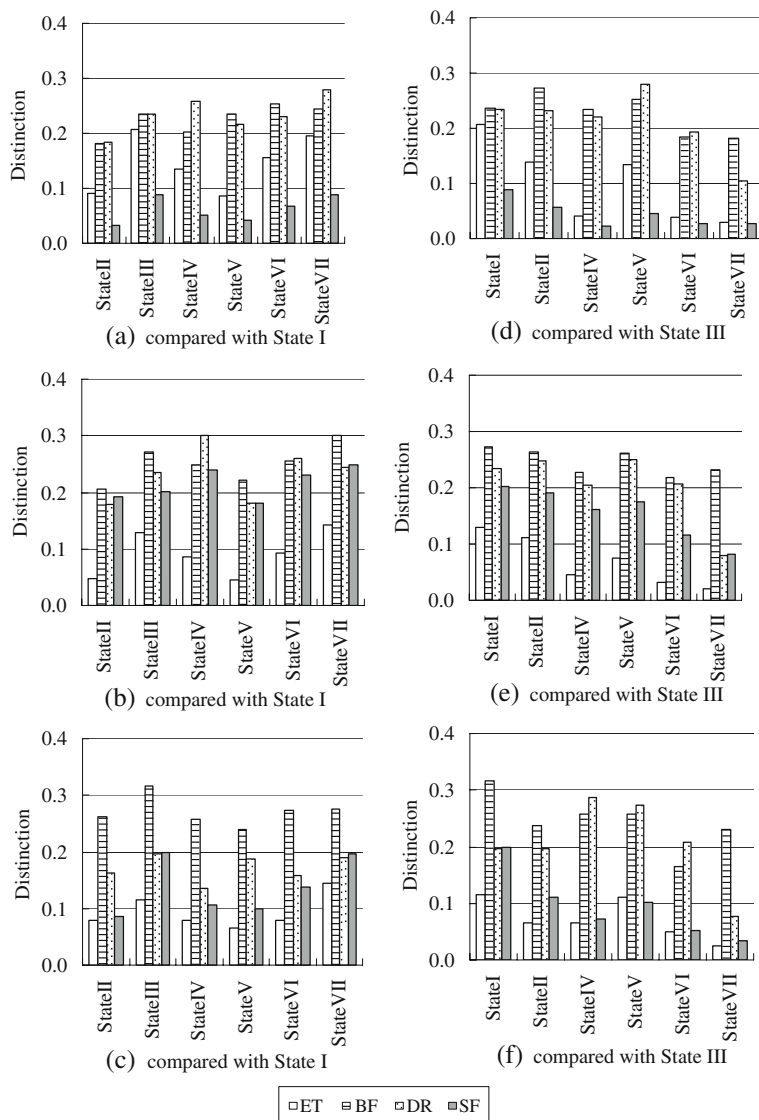 0.4
0.3
0.2
0.1
0.0
Distinction
StateII
StateIII
StateIV
StateV
StateVI
StateVII
(a) compared with State I
0.4
0.3
0.2
0.1
0.0
Distinction
StateI
StateII
StateIV
StateV
StateVI
StateVII
(d) compared with State III
0.4
0.3
0.2
0.1
0.0
Distinction
StateII
StateIII
StateIV
StateV
StateVI
StateVII
(b) compared with State I
0.4
0.3
0.2
0.1
0.0
Distinction
StateI
StateII
StateIV
StateV
StateVI
StateVII
(e) compared with State III
0.4
0.3
0.2
0.1
0.0
Distinction
StateII
StateIII
StateIV
StateV
StateVI
StateVII
(c) compared with State I
0.4
0.3
0.2
0.1
0.0
Distinction
StateI
StateII
StateIV
StateV
StateVI
StateVII
(f) compared with State III
ET BF DR SF